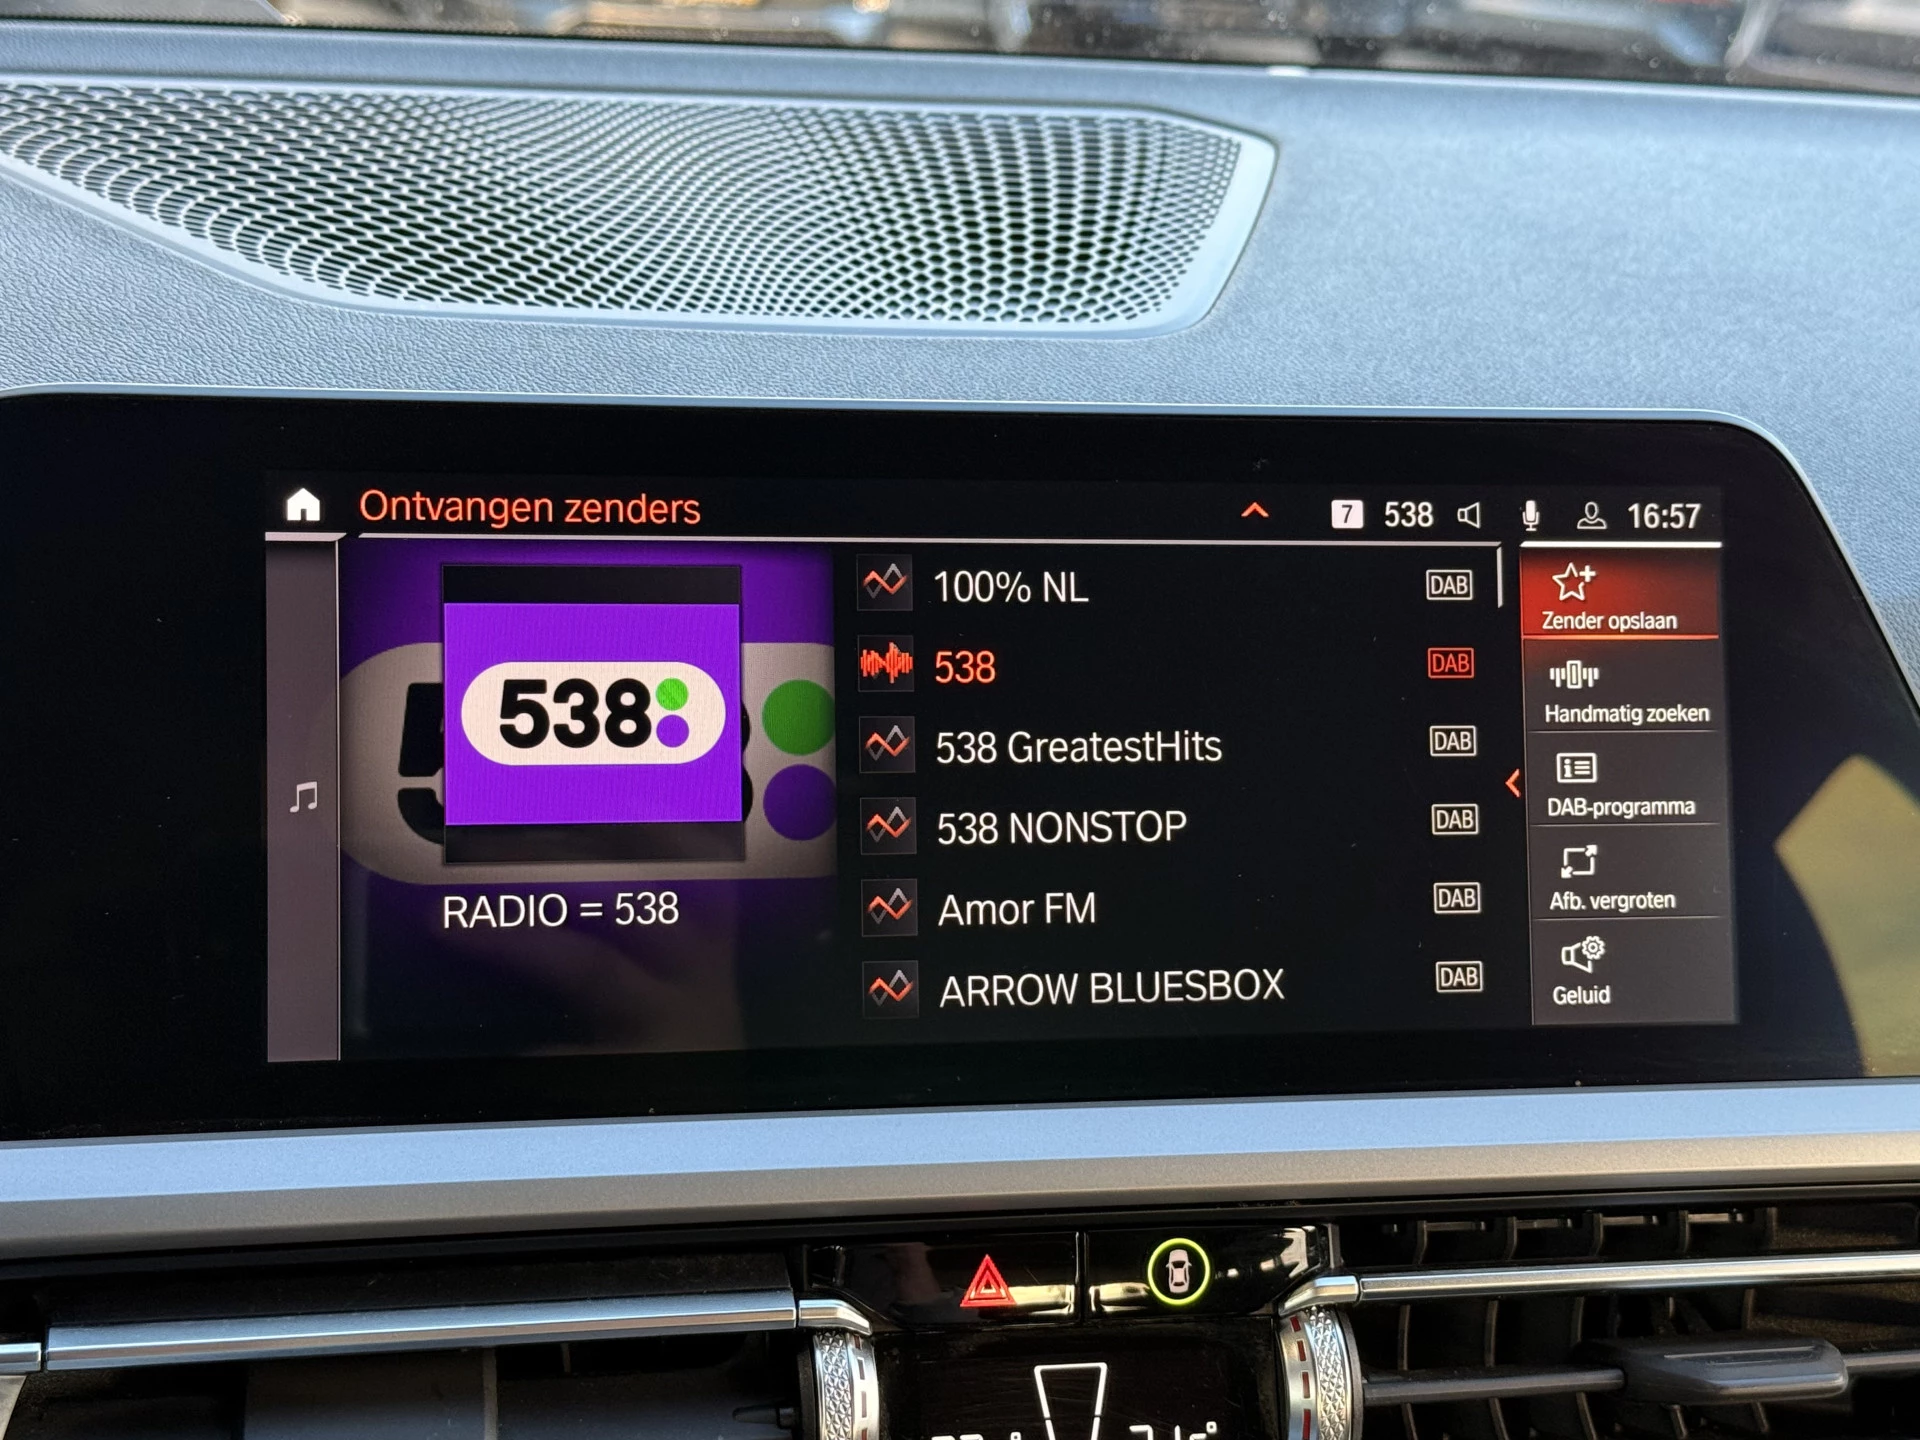 Ontvangen zenders
7 538 16:57
538
RADIO = 538
100% NL DAB
538 DAB
538 GreatestHits DAB
538 NONSTOP DAB
Amor FM DAB
ARROW BLUESBOX DAB
Zender opslaan
Handmatig zoeken
DAB-programma
Afb. vergroten
Geluid